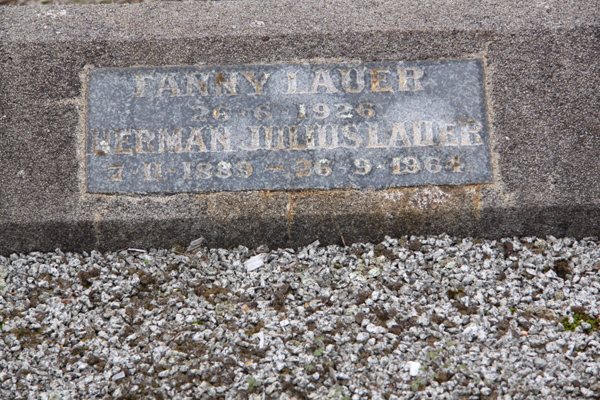 FANNY LAUER
26-6-1926
HERMAN JULIUS LAUER
7-11-1889 - 26-9-1964